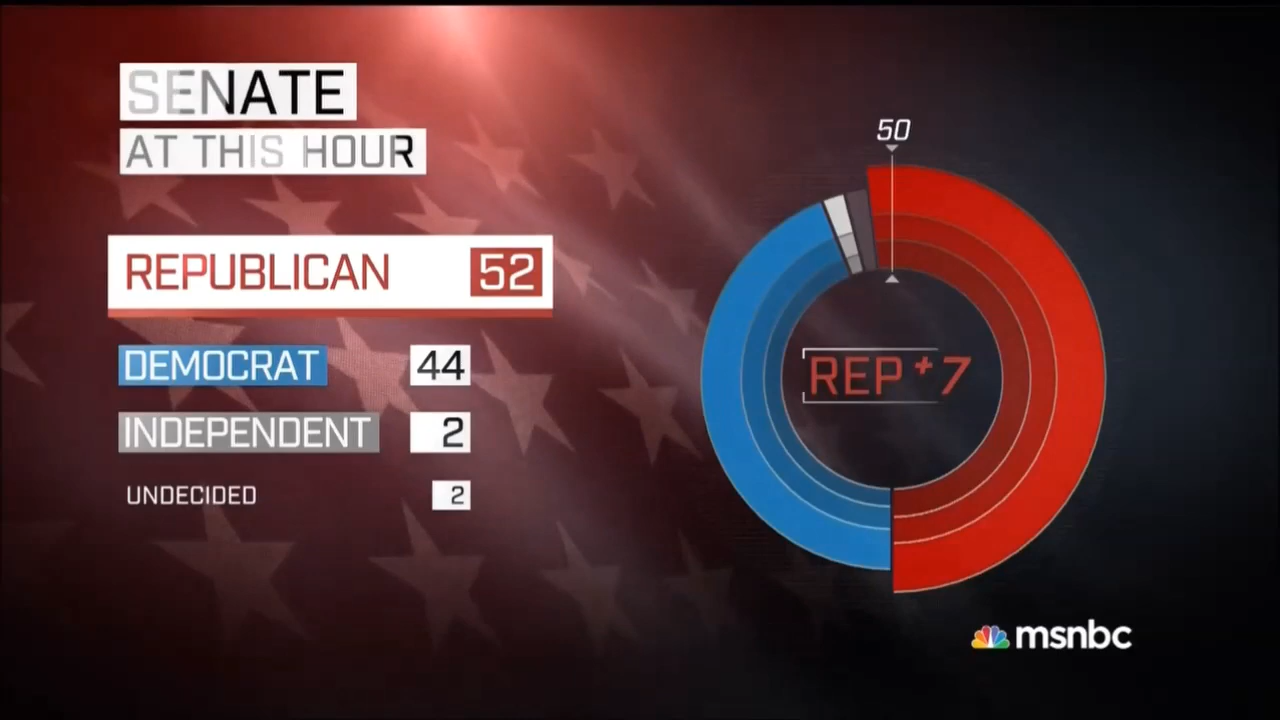 SENATE
AT THIS HOUR
50
REPUBLICAN 52
DEMOCRAT 44
REP+7
INDEPENDENT 2
UNDECIDED 2
msnbc